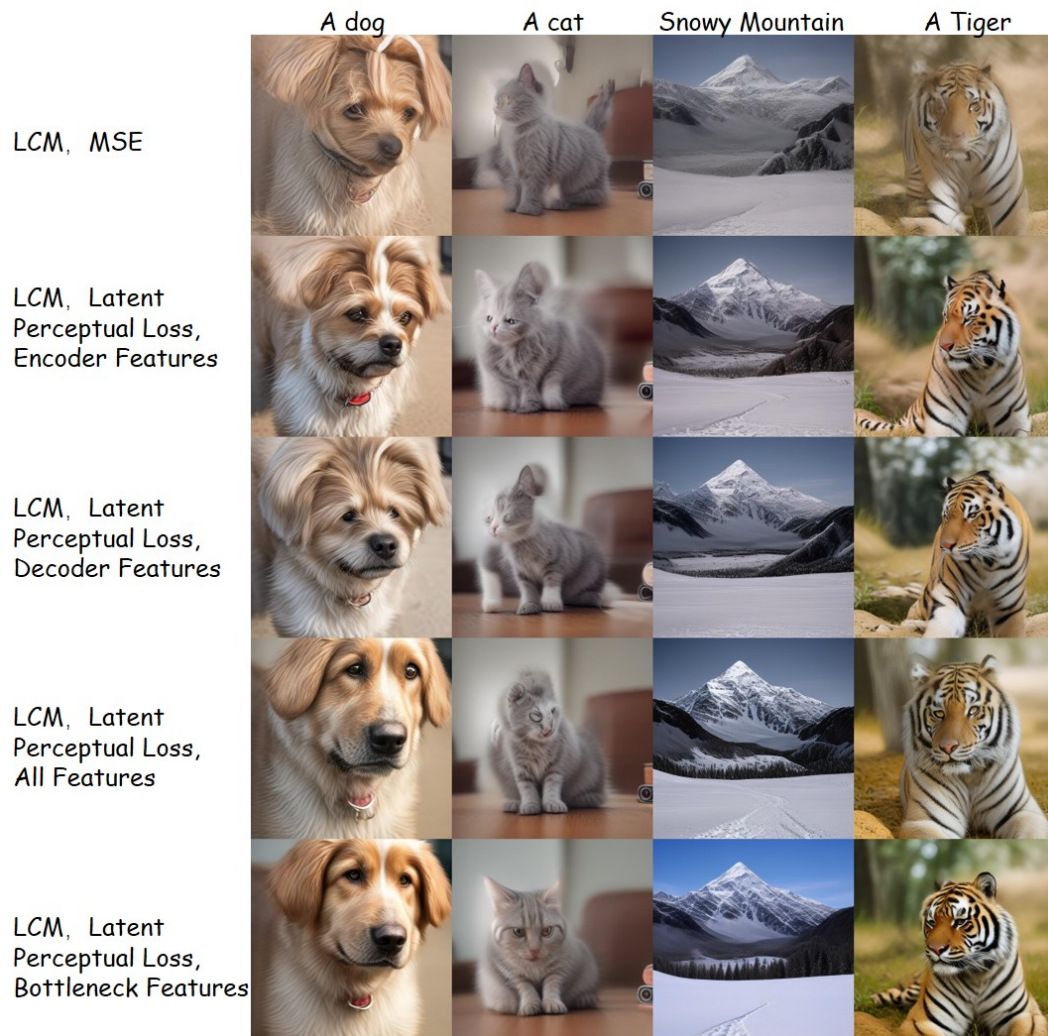 A dog
A cat
Snowy Mountain
A Tiger
LCM, MSE
LCM, Latent
Perceptual Loss,
Encoder Features
LCM, Latent
Perceptual Loss,
Decoder Features
LCM, Latent
Perceptual Loss,
All Features
LCM, Latent
Perceptual Loss,
Bottleneck Features